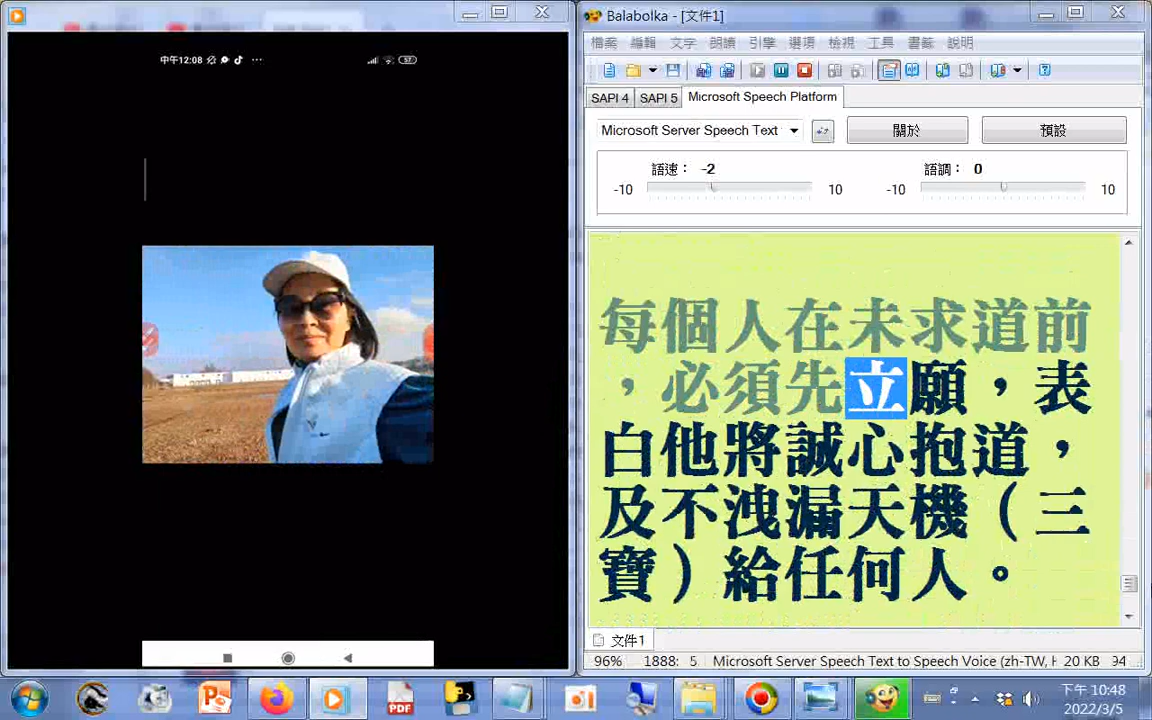 中午12:08
57
Balabolka - [文件1]
檔案 編輯 文字 朗讀 引擎 選項 檢視 工具 書籤 說明
SAPI 4 SAPI 5 Microsoft Speech Platform
Microsoft Server Speech Text 關於 預設
語速： -2 語調： 0
-10 10 -10 10
每個人在未求道前
，必須先立願，表
白他將誠心抱道，
及不洩漏天機（三
寶）給任何人。
文件1
96% 1888: 5 Microsoft Server Speech Text to Speech Voice (zh-TW, H 20 KB 94
下午 10:48
2022/3/5